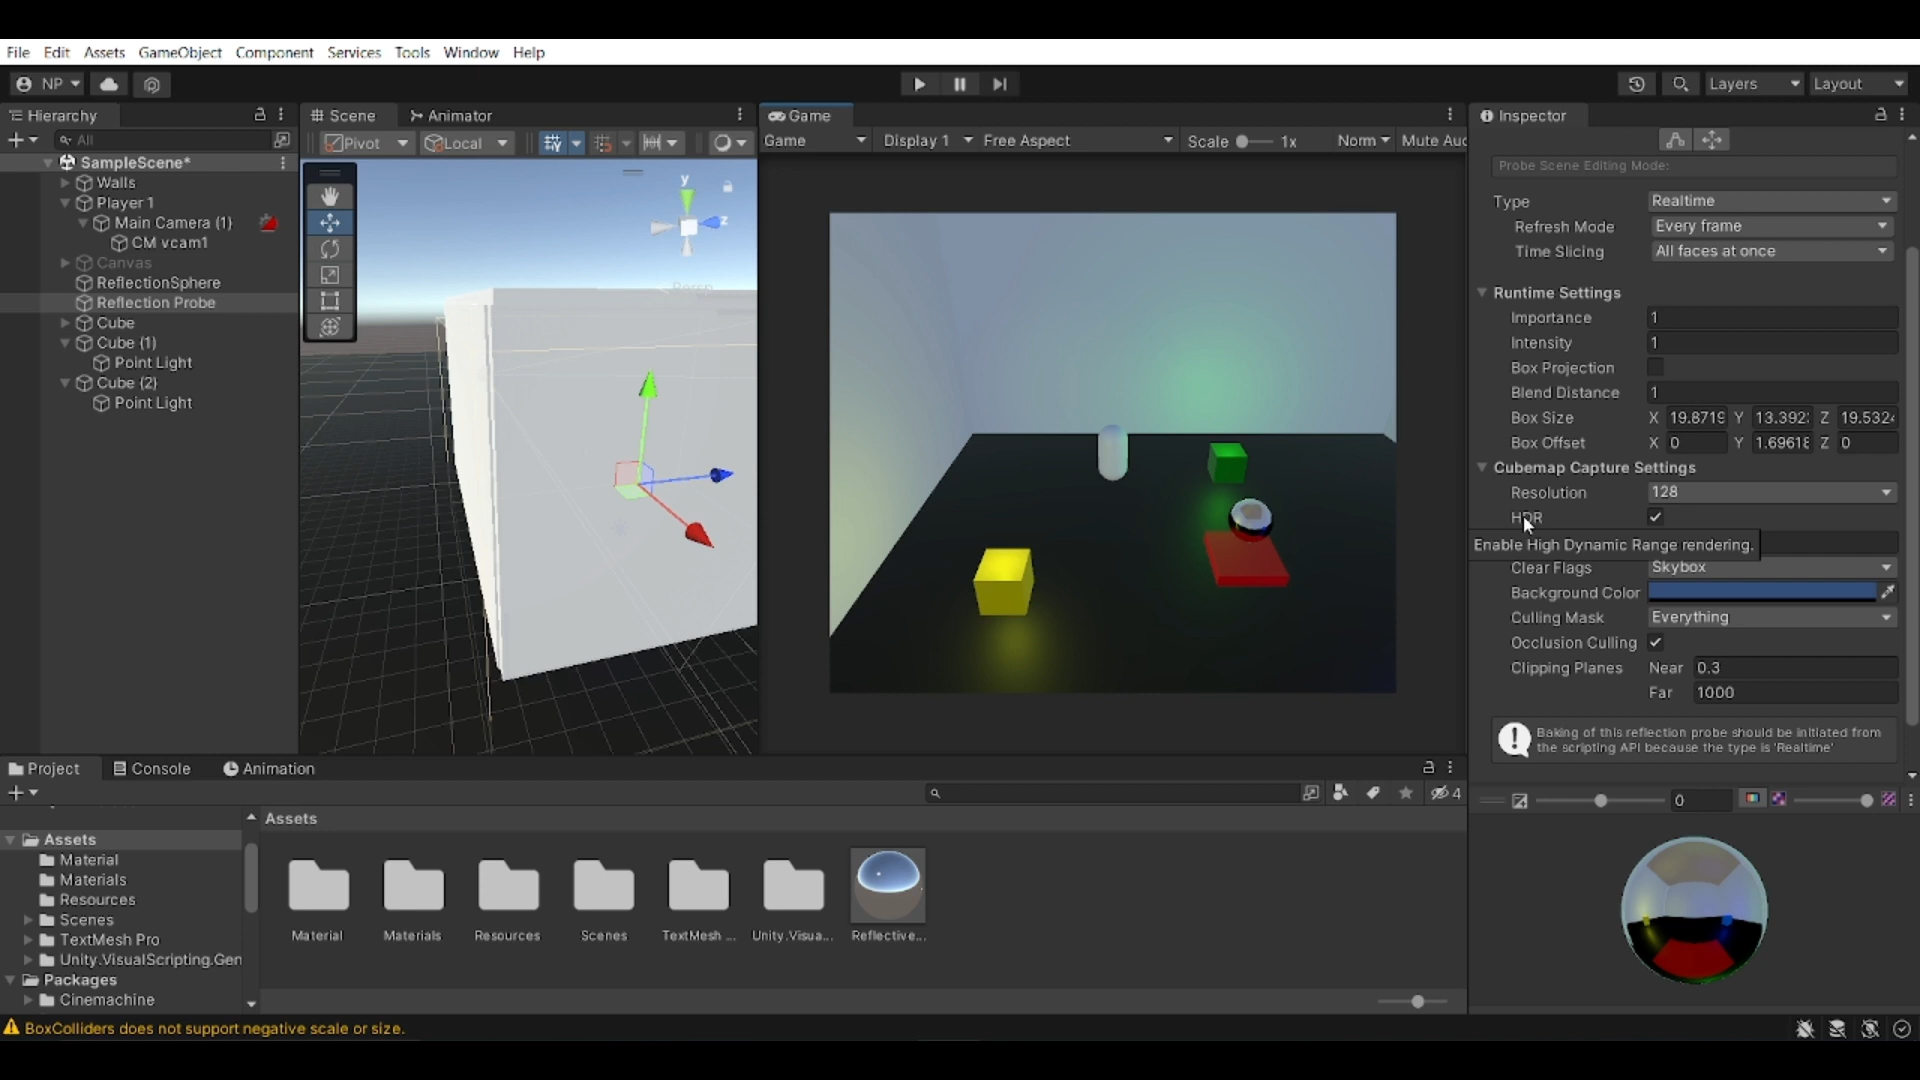 File Edit Assets GameObject Component Services Tools Window Help
NP
Layers
Layout
Hierarchy
All
SampleScene*
Walls
Player 1
Main Camera (1)
CM vcam1
Canvas
ReflectionSphere
Reflection Probe
Cube
Cube (1)
Point Light
Cube (2)
Point Light
Scene
Animator
Pivot
Local
y
z
Persp
Game
Game
Display 1
Free Aspect
Scale
1x
Norm
Mute Auc
Inspector
Probe Scene Editing Mode:
Type Realtime
Refresh Mode Every frame
Time Slicing All faces at once
Runtime Settings
Importance 1
Intensity 1
Box Projection
Blend Distance 1
Box Size X 19.8719 Y 13.392 Z 19.532
Box Offset X 0 Y 1.69618 Z 0
Cubemap Capture Settings
Resolution 128
HDR
Enable High Dynamic Range rendering.
Clear Flags Skybox
Background Color
Culling Mask Everything
Occlusion Culling
Clipping Planes Near 0.3
Far 1000
Baking of this reflection probe should be initiated from
the scripting API because the type is 'Realtime'
0
Project
Console
Animation
4
Assets
Material
Materials
Resources
Scenes
TextMesh Pro
Unity.VisualScripting.Gen
Packages
Cinemachine
Assets
Material
Materials
Resources
Scenes
TextMesh ...
Unity.Visua...
Reflective...
BoxColliders does not support negative scale or size.